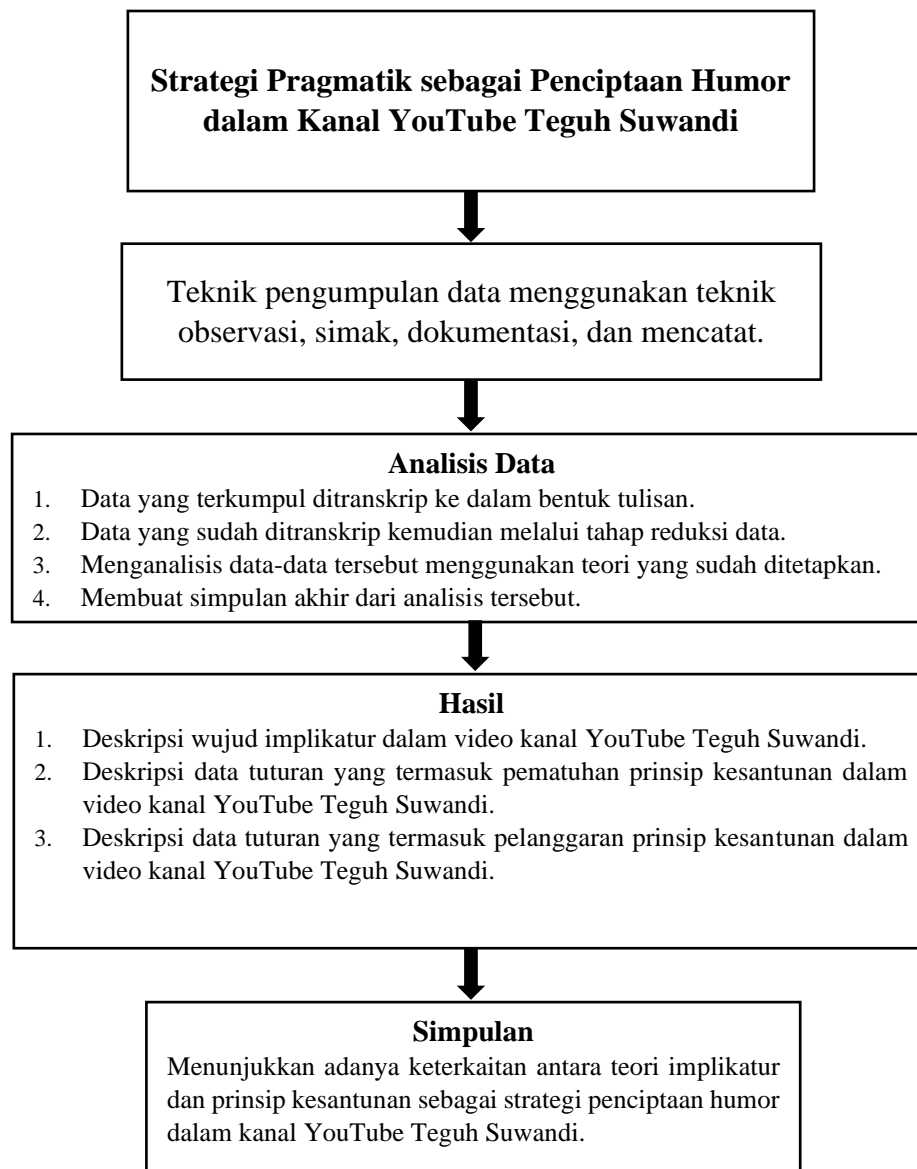 Strategi Pragmatik sebagai Penciptaan Humor
dalam Kanal YouTube Teguh Suwandi
Teknik pengumpulan data menggunakan teknik
observasi, simak, dokumentasi, dan mencatat.
Analisis Data
1. Data yang terkumpul ditranskrip ke dalam bentuk tulisan.
2. Data yang sudah ditranskrip kemudian melalui tahap reduksi data.
3. Menganalisis data-data tersebut menggunakan teori yang sudah ditetapkan.
4. Membuat simpulan akhir dari analisis tersebut.
Hasil
1. Deskripsi wujud implikatur dalam video kanal YouTube Teguh Suwandi.
2. Deskripsi data tuturan yang termasuk pematuhan prinsip kesantunan dalam
video kanal YouTube Teguh Suwandi.
3. Deskripsi data tuturan yang termasuk pelanggaran prinsip kesantunan dalam
video kanal YouTube Teguh Suwandi.
Simpulan
Menunjukkan adanya keterkaitan antara teori implikatur
dan prinsip kesantunan sebagai strategi penciptaan humor
dalam kanal YouTube Teguh Suwandi.